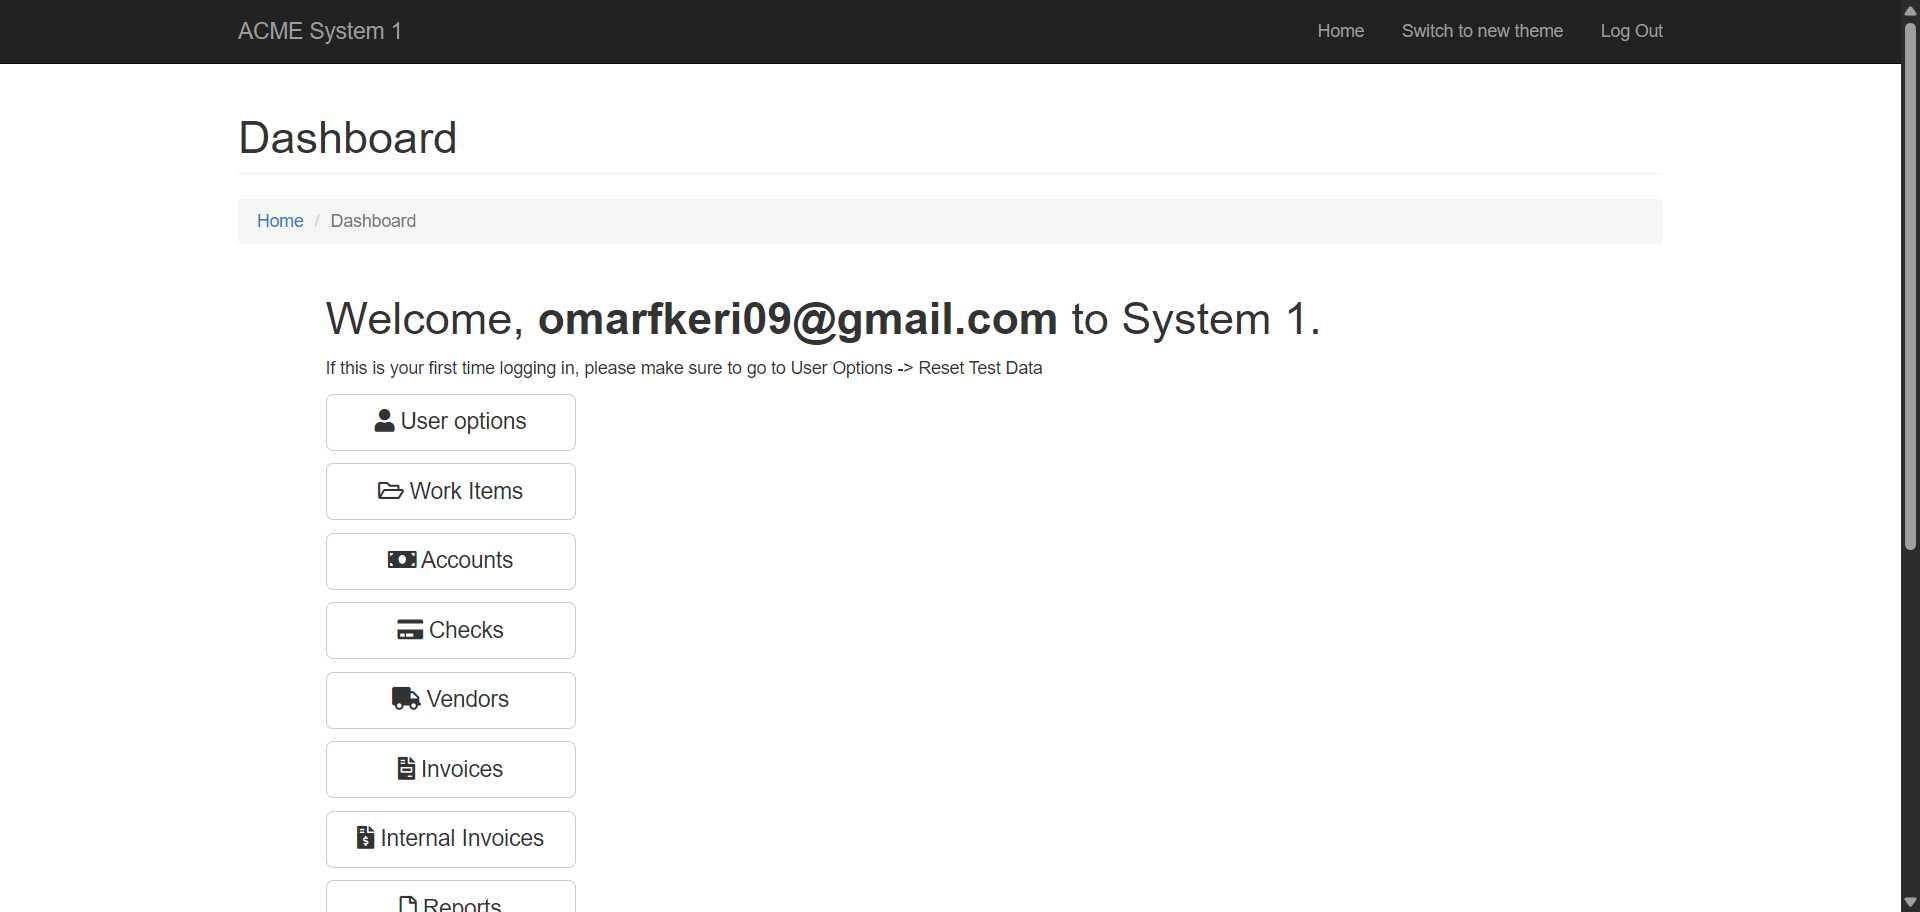 ACME System 1
Home
Switch to new theme
Log Out
Dashboard
Home / Dashboard
Welcome, omarfkeri09@gmail.com to System 1.
If this is your first time logging in, please make sure to go to User Options -> Reset Test Data
User options
Work Items
Accounts
Checks
Vendors
Invoices
Internal Invoices
Reports